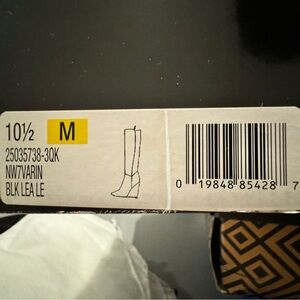 10½ M
25035738-3QK
NW7VARIN
BLK LEA LE
0 19848 85428 7